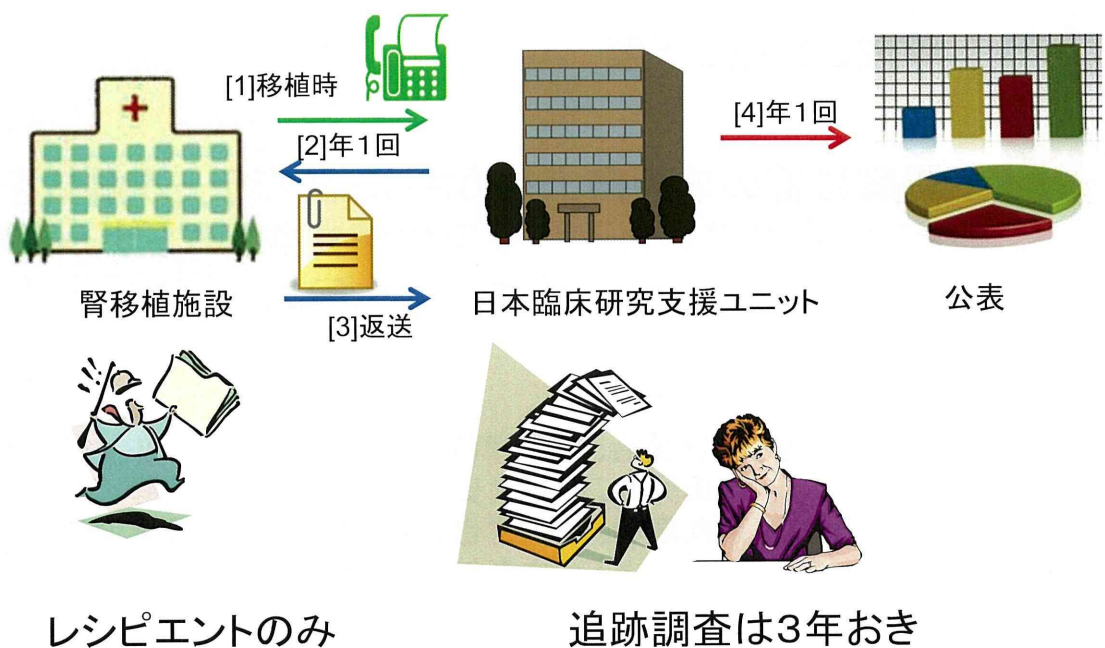 [1]移植時
[2]年1回
[4]年1回
腎移植施設
[3]返送
日本臨床研究支援ユニット
公表
レシピエントのみ
追跡調査は3年おき